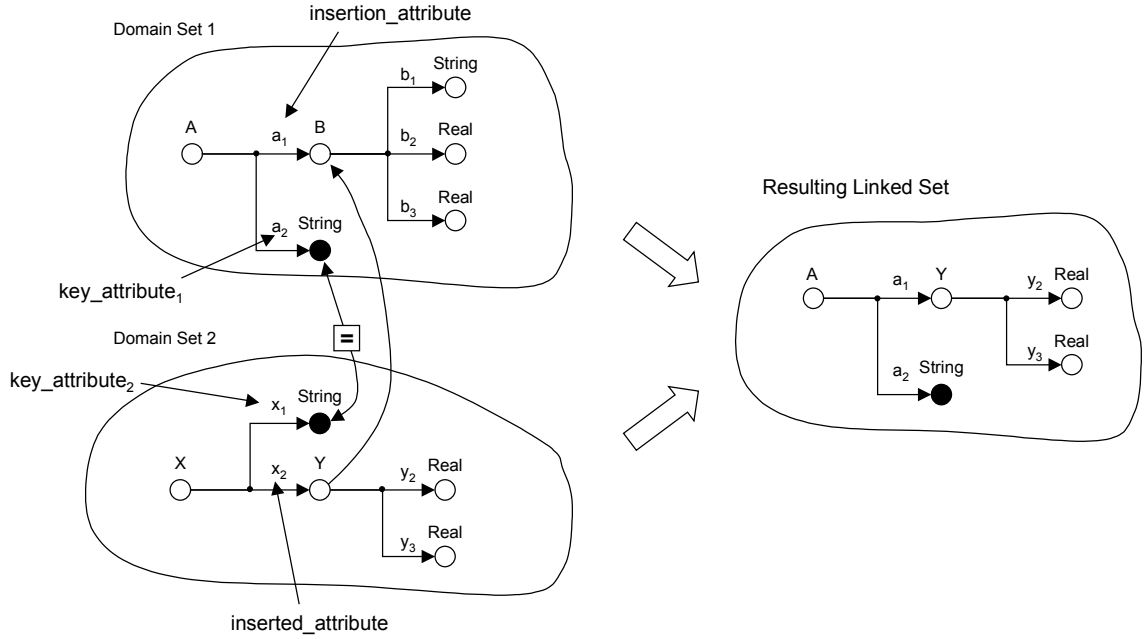 insertion_attribute
Domain Set 1
String
b1
A
a1
B
b2
Real
b3
Real
a2
String
key_attribute1
=
Domain Set 2
key_attribute2
x1
String
X
x2
Y
y2
Real
y3
Real
inserted_attribute
Resulting Linked Set
A
a1
Y
y2
Real
y3
Real
a2
String